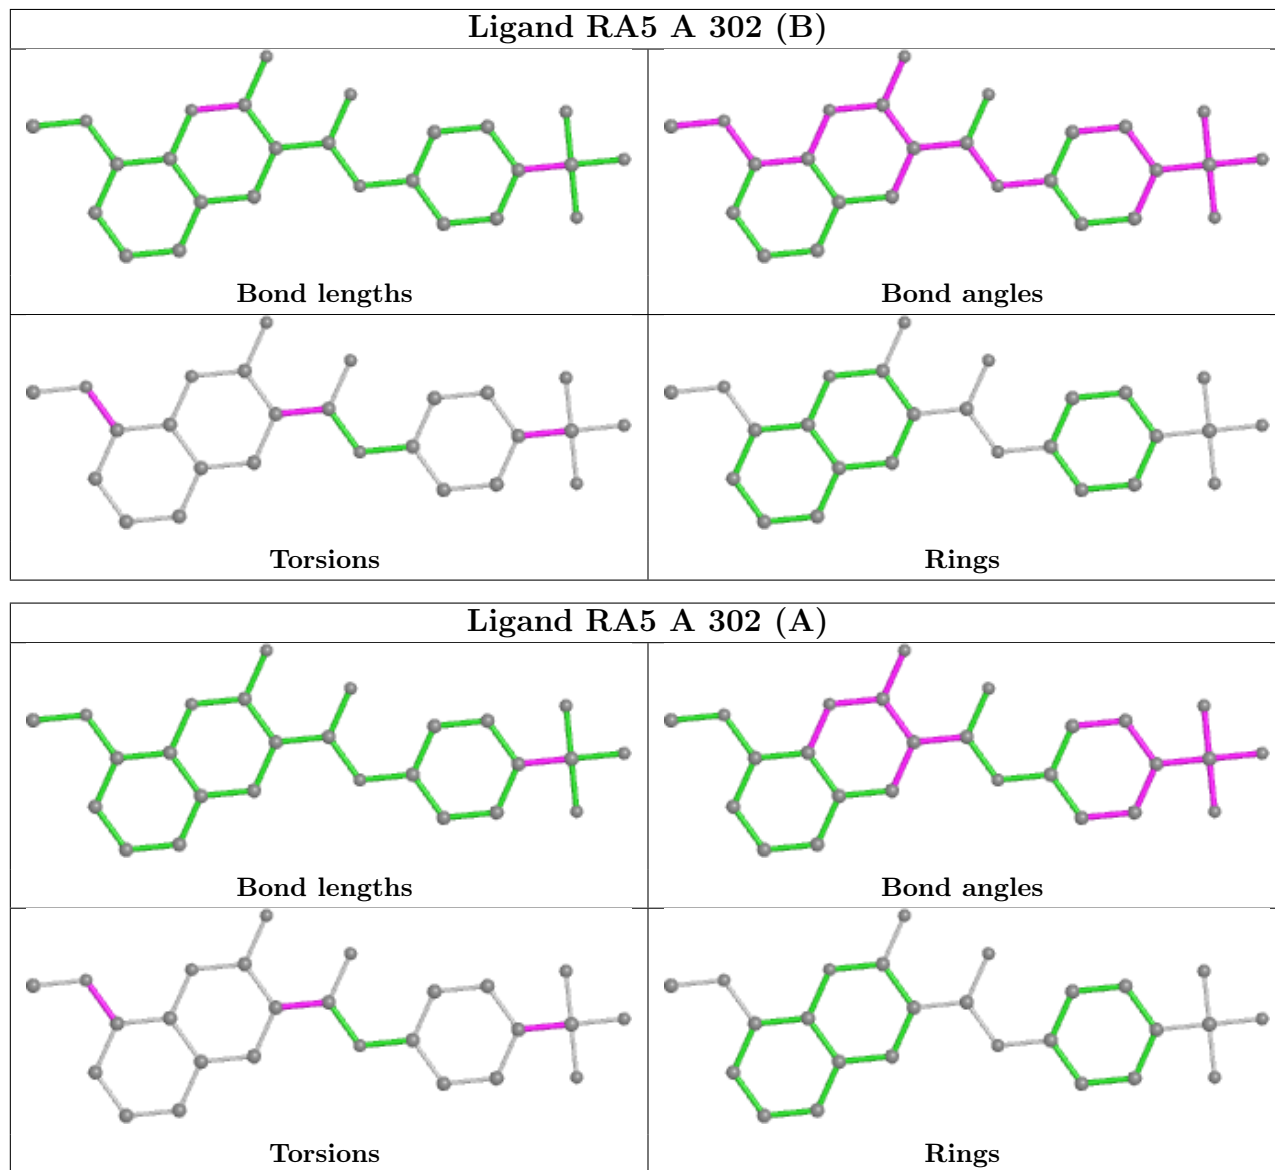 Ligand RA5 A 302 (B)
Bond lengths
Bond angles
Torsions
Rings
Ligand RA5 A 302 (A)
Bond lengths
Bond angles
Torsions
Rings